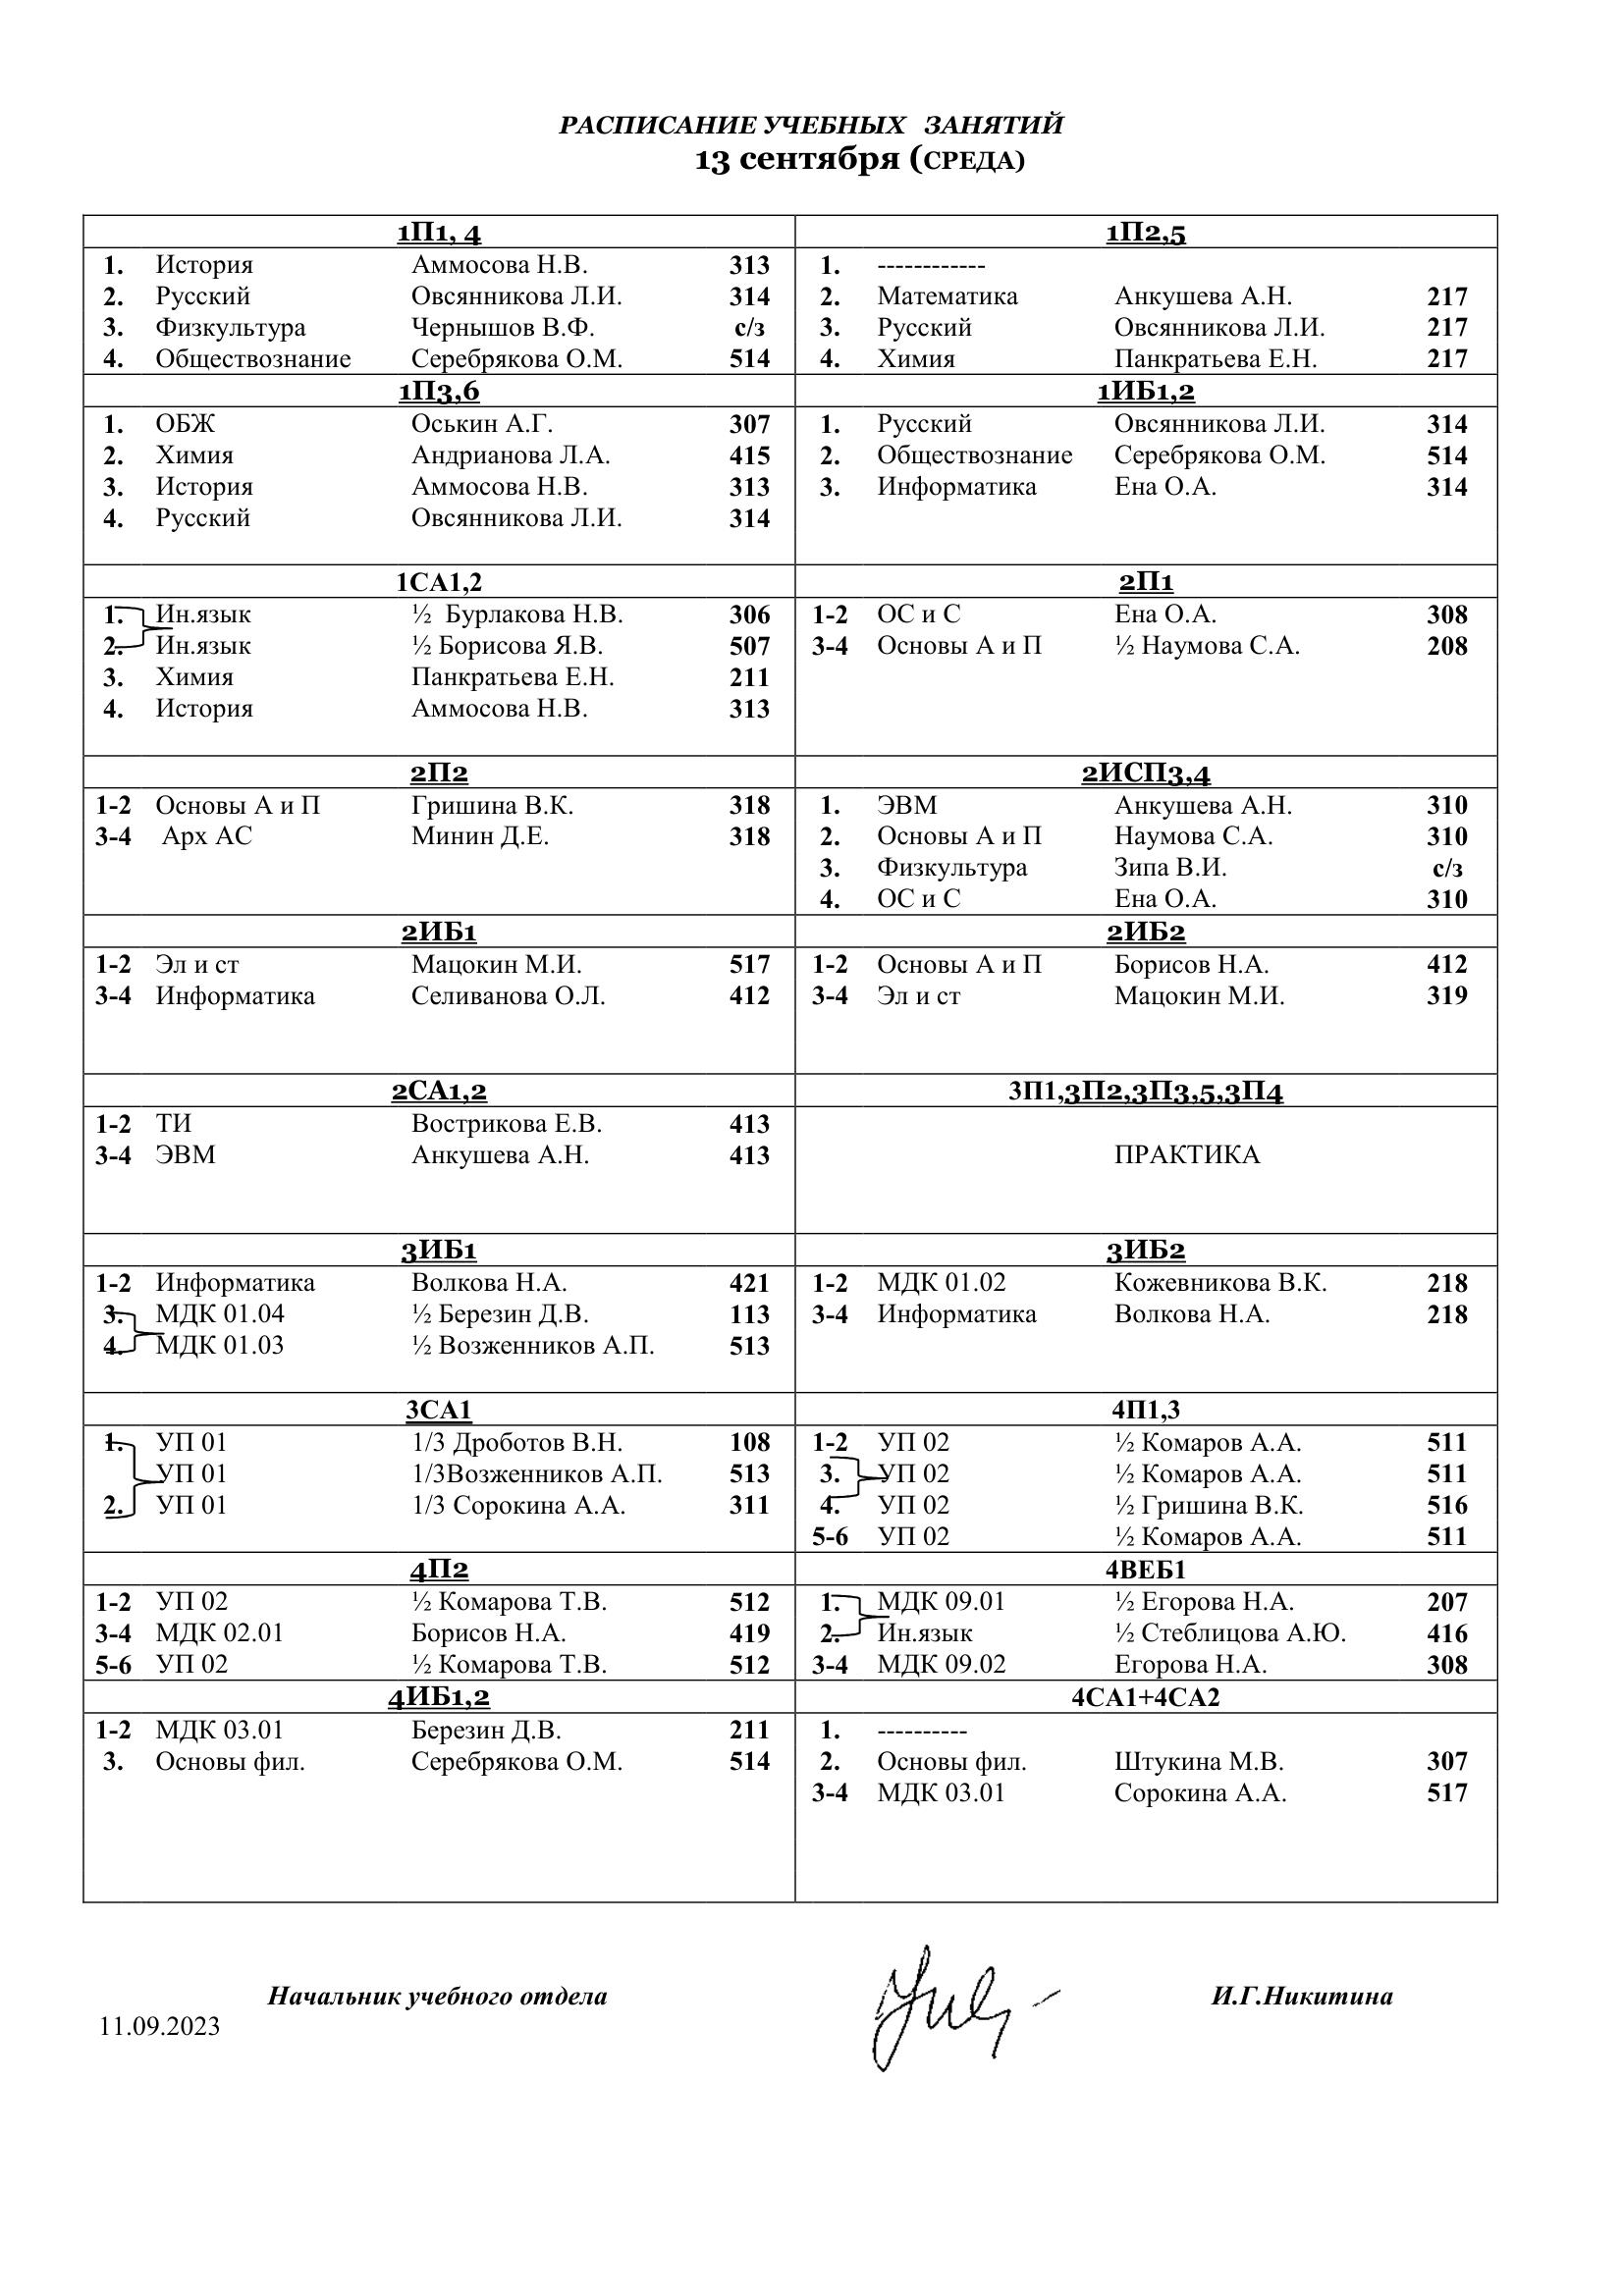 РАСПИСАНИЕ УЧЕБНЫХ ЗАНЯТИЙ
13 сентября (СРЕДА)
1П1, 4
1. История Аммосова Н.В. 313
2. Русский Овсянникова Л.И. 314
3. Физкультура Чернышов В.Ф. с/з
4. Обществознание Серебрякова О.М. 514
1П2,5
1. ------------
2. Математика Анкушева А.Н. 217
3. Русский Овсянникова Л.И. 217
4. Химия Панкратьева Е.Н. 217
1П3,6
1. ОБЖ Оськин А.Г. 307
2. Химия Андрианова Л.А. 415
3. История Аммосова Н.В. 313
4. Русский Овсянникова Л.И. 314
1ИБ1,2
1. Русский Овсянникова Л.И. 314
2. Обществознание Серебрякова О.М. 514
3. Информатика Ена О.А. 314
1СА1,2
1. Ин.язык ½ Бурлакова Н.В. 306
2. Ин.язык ½ Борисова Я.В. 507
3. Химия Панкратьева Е.Н. 211
4. История Аммосова Н.В. 313
2П1
1-2 ОС и С Ена О.А. 308
3-4 Основы А и П ½ Наумова С.А. 208
2П2
1-2 Основы А и П Гришина В.К. 318
3-4 Арх АС Минин Д.Е. 318
2ИСП3,4
1. ЭВМ Анкушева А.Н. 310
2. Основы А и П Наумова С.А. 310
3. Физкультура Зипа В.И. с/з
4. ОС и С Ена О.А. 310
2ИБ1
1-2 Эл и ст Мацокин М.И. 517
3-4 Информатика Селиванова О.Л. 412
2ИБ2
1-2 Основы А и П Борисов Н.А. 412
3-4 Эл и ст Мацокин М.И. 319
2СА1,2
1-2 ТИ Вострикова Е.В. 413
3-4 ЭВМ Анкушева А.Н. 413
3П1,3П2,3П3,5,3П4
ПРАКТИКА
3ИБ1
1-2 Информатика Волкова Н.А. 421
3. МДК 01.04 ½ Березин Д.В. 113
4. МДК 01.03 ½ Возженников А.П. 513
3ИБ2
1-2 МДК 01.02 Кожевникова В.К. 218
3-4 Информатика Волкова Н.А. 218
3СА1
1. УП 01 1/3 Дроботов В.Н. 108
УП 01 1/3Возженников А.П. 513
2. УП 01 1/3 Сорокина А.А. 311
4П1,3
1-2 УП 02 ½ Комаров А.А. 511
3. УП 02 ½ Комаров А.А. 511
4. УП 02 ½ Гришина В.К. 516
5-6 УП 02 ½ Комаров А.А. 511
4П2
1-2 УП 02 ½ Комарова Т.В. 512
3-4 МДК 02.01 Борисов Н.А. 419
5-6 УП 02 ½ Комарова Т.В. 512
4ВЕБ1
1. МДК 09.01 ½ Егорова Н.А. 207
2. Ин.язык ½ Стеблицова А.Ю. 416
3-4 МДК 09.02 Егорова Н.А. 308
4ИБ1,2
1-2 МДК 03.01 Березин Д.В. 211
3. Основы фил. Серебрякова О.М. 514
4СА1+4СА2
1. ----------
2. Основы фил. Штукина М.В. 307
3-4 МДК 03.01 Сорокина А.А. 517
Начальник учебного отдела И.Г.Никитина
11.09.2023